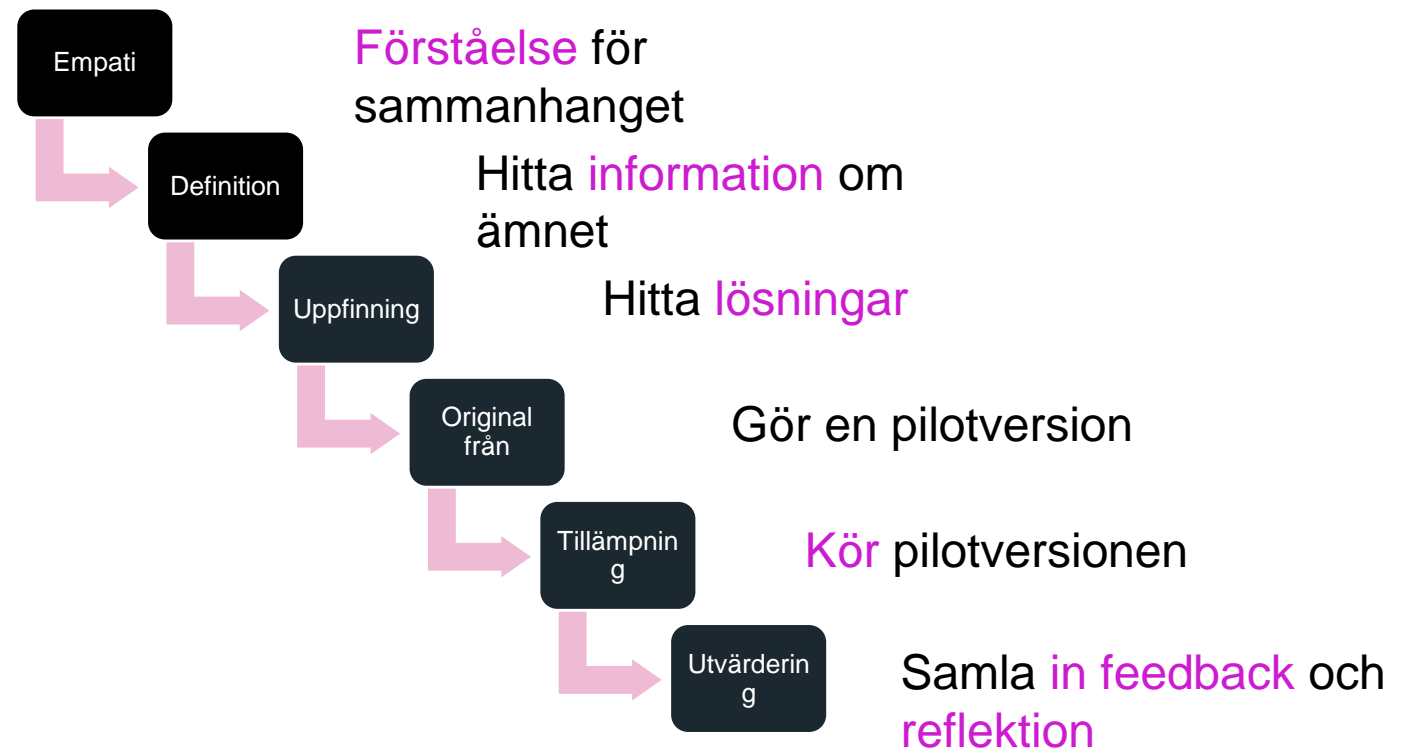 Empati
Förståelse för
sammanhanget
Definition
Hitta information om
ämnet
Uppfinning
Hitta lösningar
Original
från
Gör en pilotversion
Tillämpnin
g
Kör pilotversionen
Utvärderin
g
Samla in feedback och
reflektion